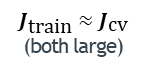 J_train ≈ J_cv
(both large)